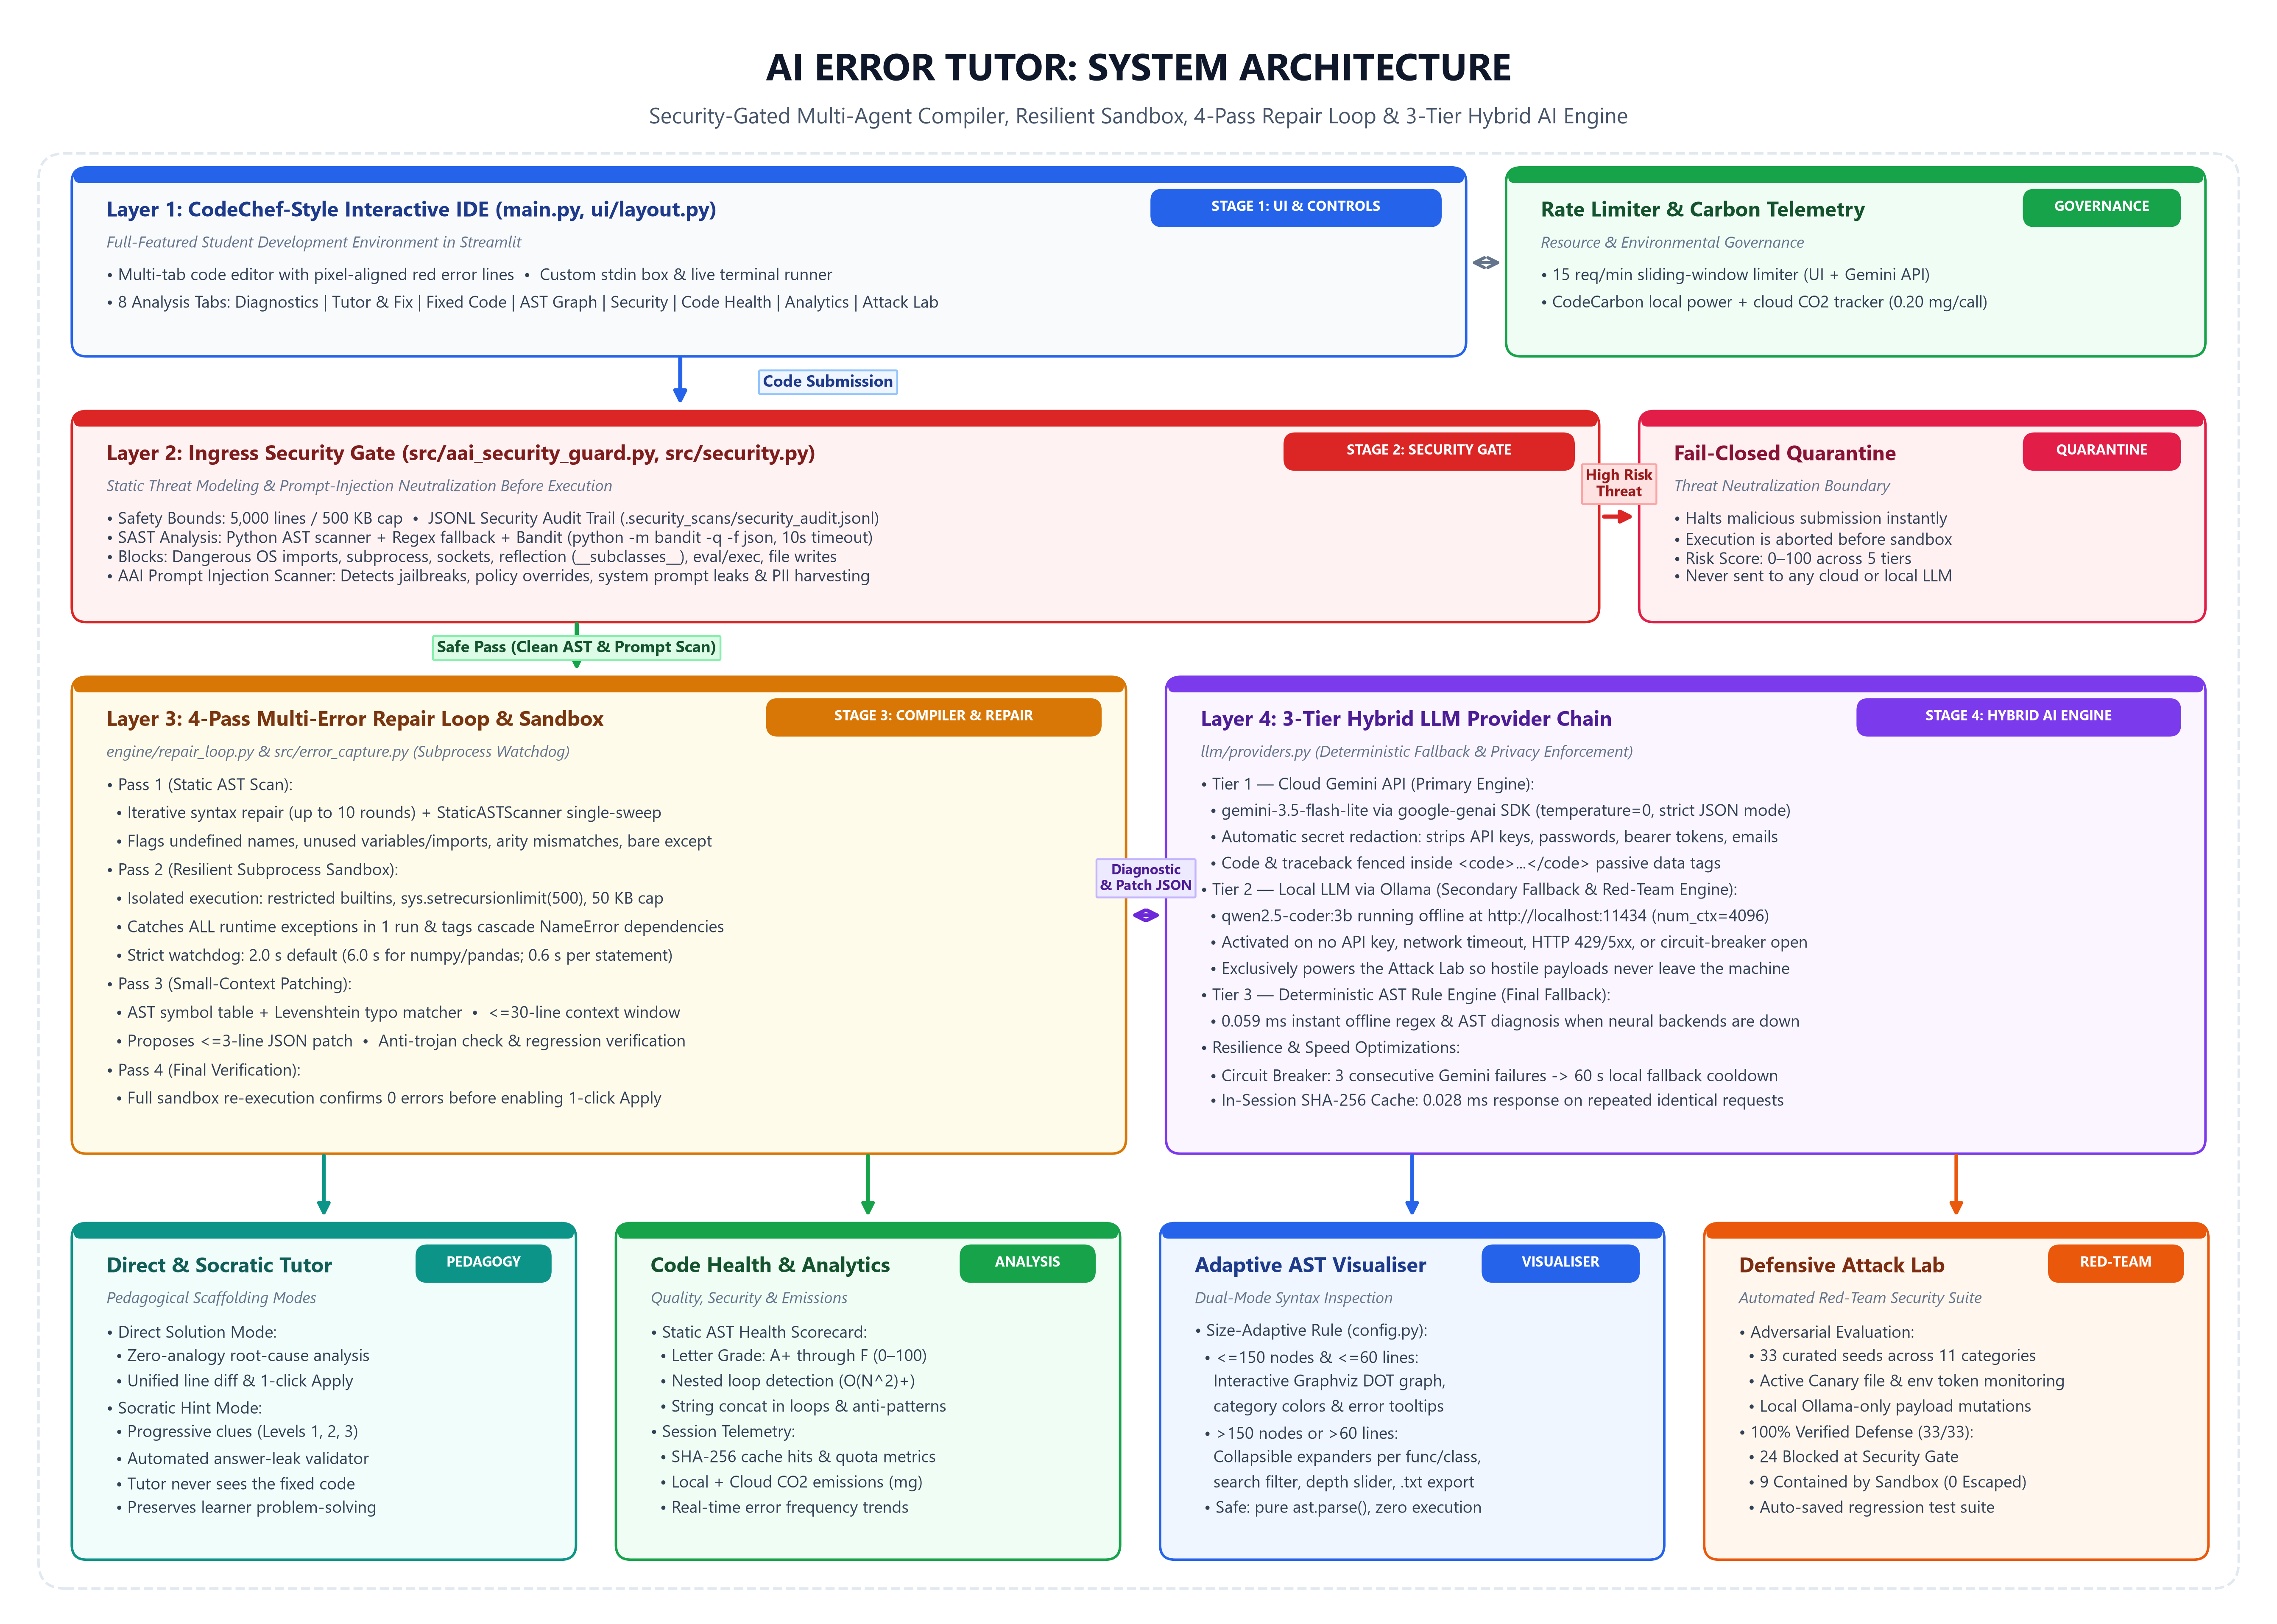 AI ERROR TUTOR: SYSTEM ARCHITECTURE
Security-Gated Multi-Agent Compiler, Resilient Sandbox, 4-Pass Repair Loop & 3-Tier Hybrid AI Engine
Layer 1: CodeChef-Style Interactive IDE (main.py, ui/layout.py)
STAGE 1: UI & CONTROLS
Full-Featured Student Development Environment in Streamlit
• Multi-tab code editor with pixel-aligned red error lines • Custom stdin box & live terminal runner
• 8 Analysis Tabs: Diagnostics | Tutor & Fix | Fixed Code | AST Graph | Security | Code Health | Analytics | Attack Lab
Rate Limiter & Carbon Telemetry
GOVERNANCE
Resource & Environmental Governance
• 15 req/min sliding-window limiter (UI + Gemini API)
• CodeCarbon local power + cloud CO2 tracker (0.20 mg/call)
Code Submission
Layer 2: Ingress Security Gate (src/aai_security_guard.py, src/security.py)
STAGE 2: SECURITY GATE
Static Threat Modeling & Prompt-Injection Neutralization Before Execution
• Safety Bounds: 5,000 lines / 500 KB cap • JSONL Security Audit Trail (.security_scans/security_audit.jsonl)
• SAST Analysis: Python AST scanner + Regex fallback + Bandit (python -m bandit -q -f json, 10s timeout)
• Blocks: Dangerous OS imports, subprocess, sockets, reflection (__subclasses__), eval/exec, file writes
• AAI Prompt Injection Scanner: Detects jailbreaks, policy overrides, system prompt leaks & PII harvesting
High Risk
Threat
Fail-Closed Quarantine
QUARANTINE
Threat Neutralization Boundary
• Halts malicious submission instantly
• Execution is aborted before sandbox
• Risk Score: 0–100 across 5 tiers
• Never sent to any cloud or local LLM
Safe Pass (Clean AST & Prompt Scan)
Layer 3: 4-Pass Multi-Error Repair Loop & Sandbox
STAGE 3: COMPILER & REPAIR
engine/repair_loop.py & src/error_capture.py (Subprocess Watchdog)
• Pass 1 (Static AST Scan):
• Iterative syntax repair (up to 10 rounds) + StaticASTScanner single-sweep
• Flags undefined names, unused variables/imports, arity mismatches, bare except
• Pass 2 (Resilient Subprocess Sandbox):
• Isolated execution: restricted builtins, sys.setrecursionlimit(500), 50 KB cap
• Catches ALL runtime exceptions in 1 run & tags cascade NameError dependencies
• Strict watchdog: 2.0 s default (6.0 s for numpy/pandas; 0.6 s per statement)
• Pass 3 (Small-Context Patching):
• AST symbol table + Levenshtein typo matcher • <=30-line context window
• Proposes <=3-line JSON patch • Anti-trojan check & regression verification
• Pass 4 (Final Verification):
• Full sandbox re-execution confirms 0 errors before enabling 1-click Apply
Diagnostic
& Patch JSON
Layer 4: 3-Tier Hybrid LLM Provider Chain
STAGE 4: HYBRID AI ENGINE
llm/providers.py (Deterministic Fallback & Privacy Enforcement)
• Tier 1 — Cloud Gemini API (Primary Engine):
• gemini-3.5-flash-lite via google-genai SDK (temperature=0, strict JSON mode)
• Automatic secret redaction: strips API keys, passwords, bearer tokens, emails
• Code & traceback fenced inside <code>...</code> passive data tags
• Tier 2 — Local LLM via Ollama (Secondary Fallback & Red-Team Engine):
• qwen2.5-coder:3b running offline at http://localhost:11434 (num_ctx=4096)
• Activated on no API key, network timeout, HTTP 429/5xx, or circuit-breaker open
• Exclusively powers the Attack Lab so hostile payloads never leave the machine
• Tier 3 — Deterministic AST Rule Engine (Final Fallback):
• 0.059 ms instant offline regex & AST diagnosis when neural backends are down
• Resilience & Speed Optimizations:
• Circuit Breaker: 3 consecutive Gemini failures -> 60 s local fallback cooldown
• In-Session SHA-256 Cache: 0.028 ms response on repeated identical requests
Direct & Socratic Tutor
PEDAGOGY
Pedagogical Scaffolding Modes
• Direct Solution Mode:
• Zero-analogy root-cause analysis
• Unified line diff & 1-click Apply
• Socratic Hint Mode:
• Progressive clues (Levels 1, 2, 3)
• Automated answer-leak validator
• Tutor never sees the fixed code
• Preserves learner problem-solving
Code Health & Analytics
ANALYSIS
Quality, Security & Emissions
• Static AST Health Scorecard:
• Letter Grade: A+ through F (0–100)
• Nested loop detection (O(N^2)+)
• String concat in loops & anti-patterns
• Session Telemetry:
• SHA-256 cache hits & quota metrics
• Local + Cloud CO2 emissions (mg)
• Real-time error frequency trends
Adaptive AST Visualiser
VISUALISER
Dual-Mode Syntax Inspection
• Size-Adaptive Rule (config.py):
• <=150 nodes & <=60 lines:
Interactive Graphviz DOT graph,
category colors & error tooltips
• >150 nodes or >60 lines:
Collapsible expanders per func/class,
search filter, depth slider, .txt export
• Safe: pure ast.parse(), zero execution
Defensive Attack Lab
RED-TEAM
Automated Red-Team Security Suite
• Adversarial Evaluation:
• 33 curated seeds across 11 categories
• Active Canary file & env token monitoring
• Local Ollama-only payload mutations
• 100% Verified Defense (33/33):
• 24 Blocked at Security Gate
• 9 Contained by Sandbox (0 Escaped)
• Auto-saved regression test suite